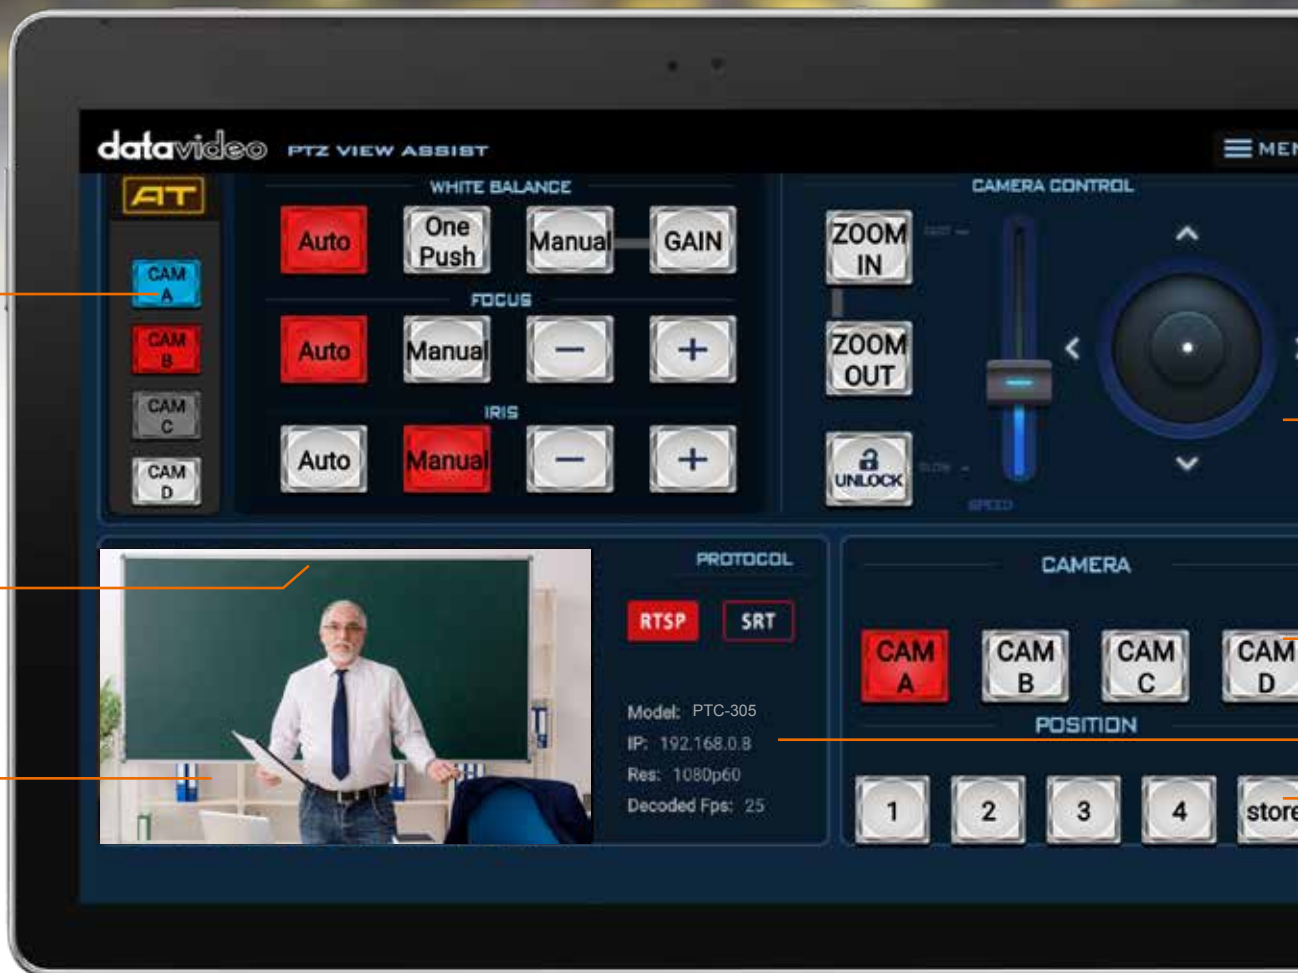 datavideo PTZ VIEW ASSIST
MEN
AT
CAM A
CAM B
CAM C
CAM D
WHITE BALANCE
Auto
One Push
Manual
GAIN
FOCUS
Auto
Manual
−
+
IRIS
Auto
Manual
−
+
CAMERA CONTROL
ZOOM IN
ZOOM OUT
UNLOCK
SLOW
SPEED
PROTOCOL
RTSP
SRT
Model: PTC-305
IP: 192.168.0.8
Res: 1080p60
Decoded Fps: 25
CAMERA
CAM A
CAM B
CAM C
CAM D
POSITION
1
2
3
4
store